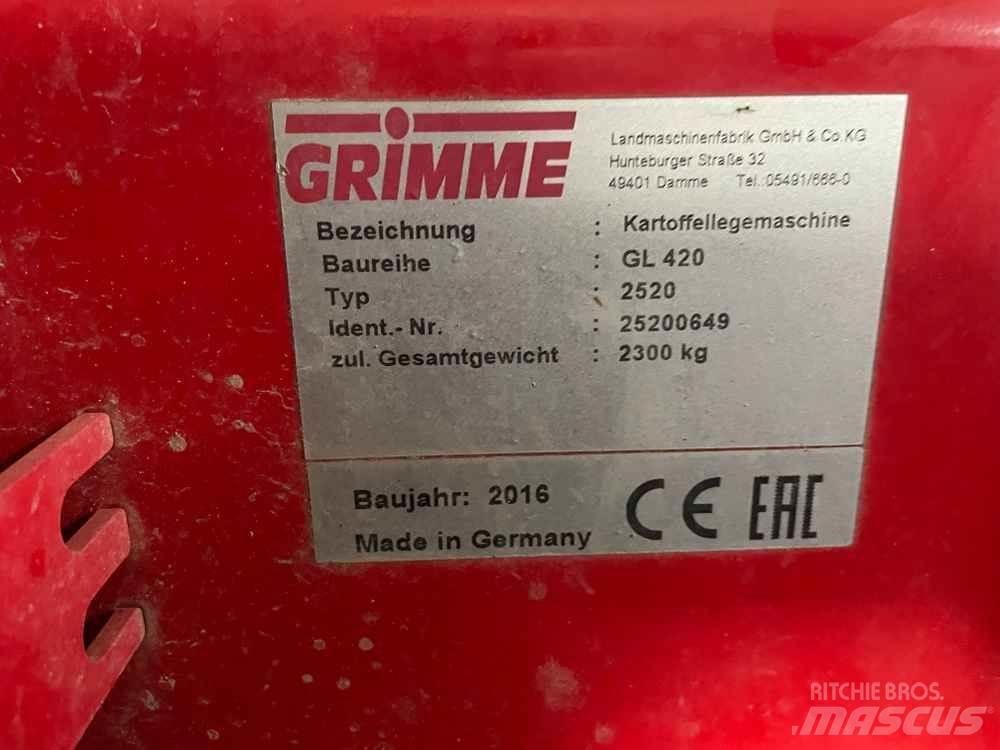 GRIMME
Landmaschinenfabrik GmbH & Co.KG
Hunteburger Straße 32
49401 Damme Tel.:05491/666-0
Bezeichnung : Kartoffellegemaschine
Baureihe : GL 420
Typ : 2520
Ident.- Nr. : 25200649
zul. Gesamtgewicht : 2300 kg
Baujahr: 2016
Made in Germany
CE EAC
RITCHIE BROS.
MASCUS